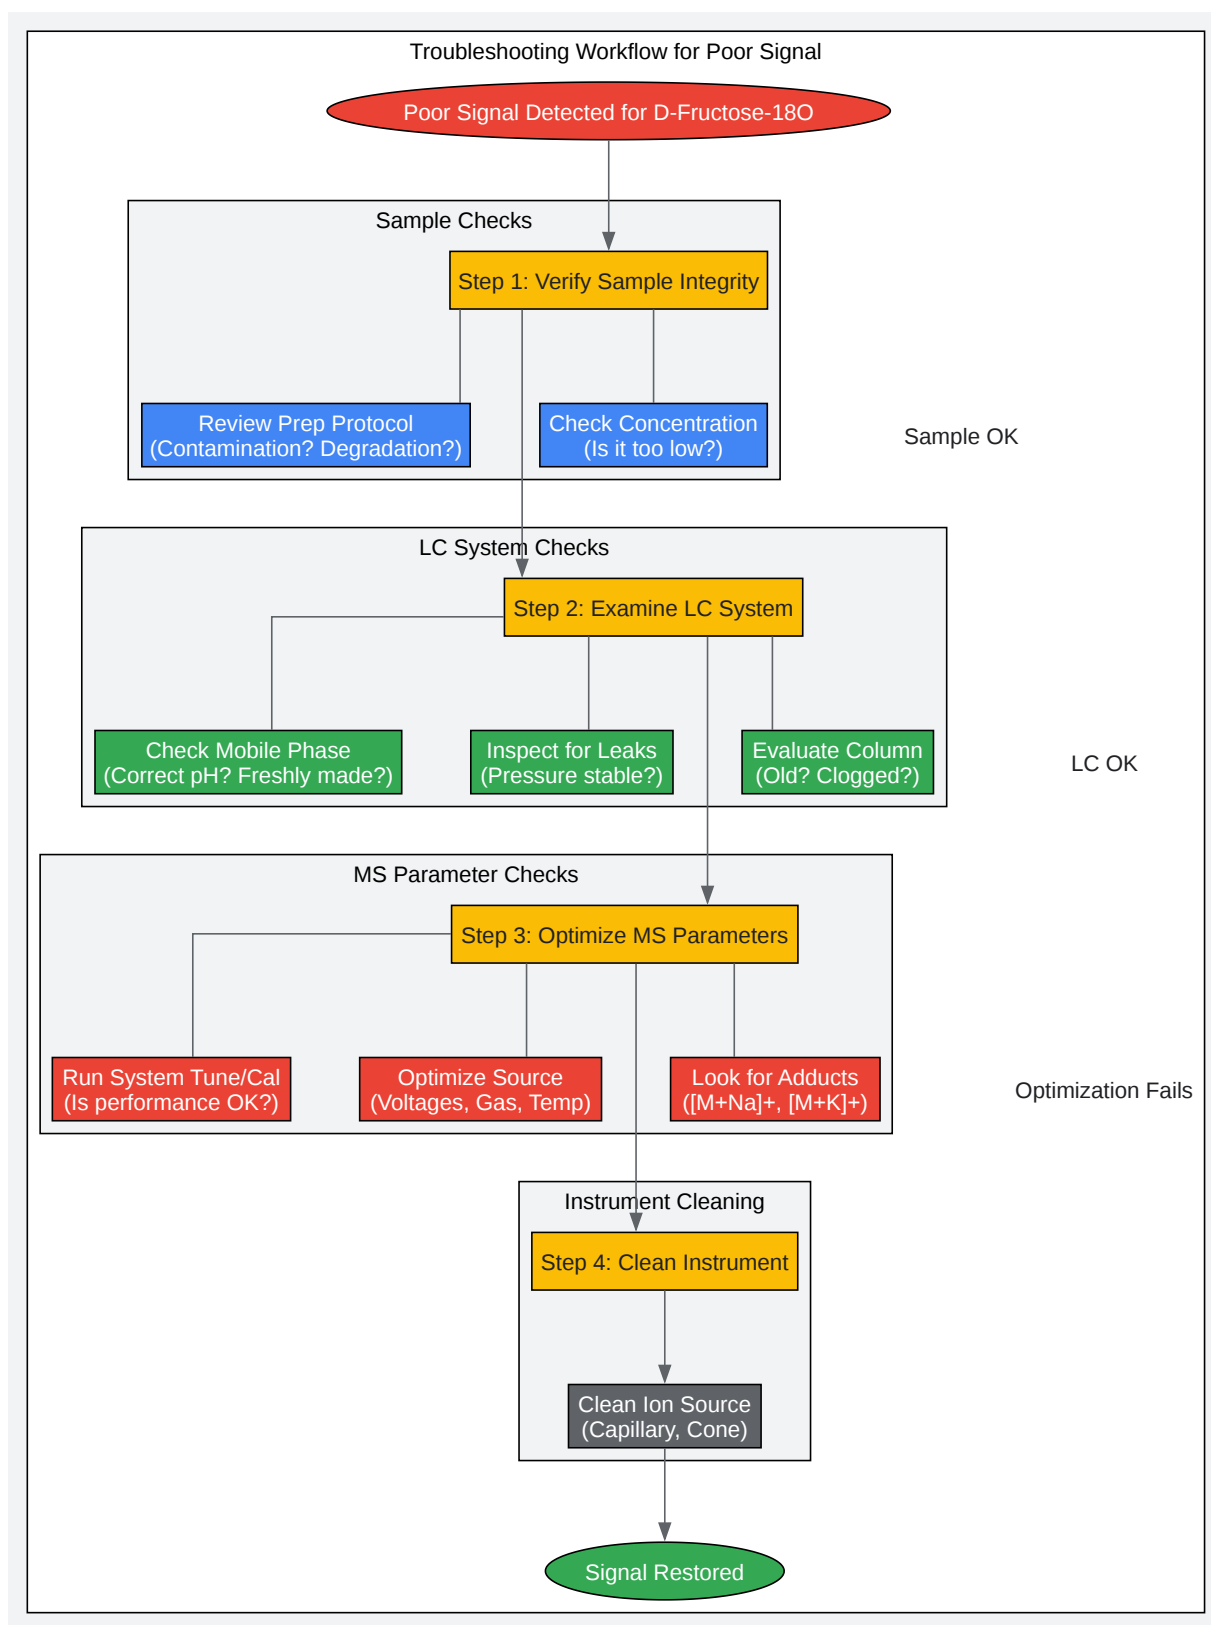 Troubleshooting Workflow for Poor Signal
Poor Signal Detected for D-Fructose-18O
Sample Checks
Step 1: Verify Sample Integrity
Review Prep Protocol
(Contamination? Degradation?)
Check Concentration
(Is it too low?)
Sample OK
LC System Checks
Step 2: Examine LC System
Check Mobile Phase
(Correct pH? Freshly made?)
Inspect for Leaks
(Pressure stable?)
Evaluate Column
(Old? Clogged?)
LC OK
MS Parameter Checks
Step 3: Optimize MS Parameters
Run System Tune/Cal
(Is performance OK?)
Optimize Source
(Voltages, Gas, Temp)
Look for Adducts
([M+Na]+, [M+K]+)
Optimization Fails
Instrument Cleaning
Step 4: Clean Instrument
Clean Ion Source
(Capillary, Cone)
Signal Restored